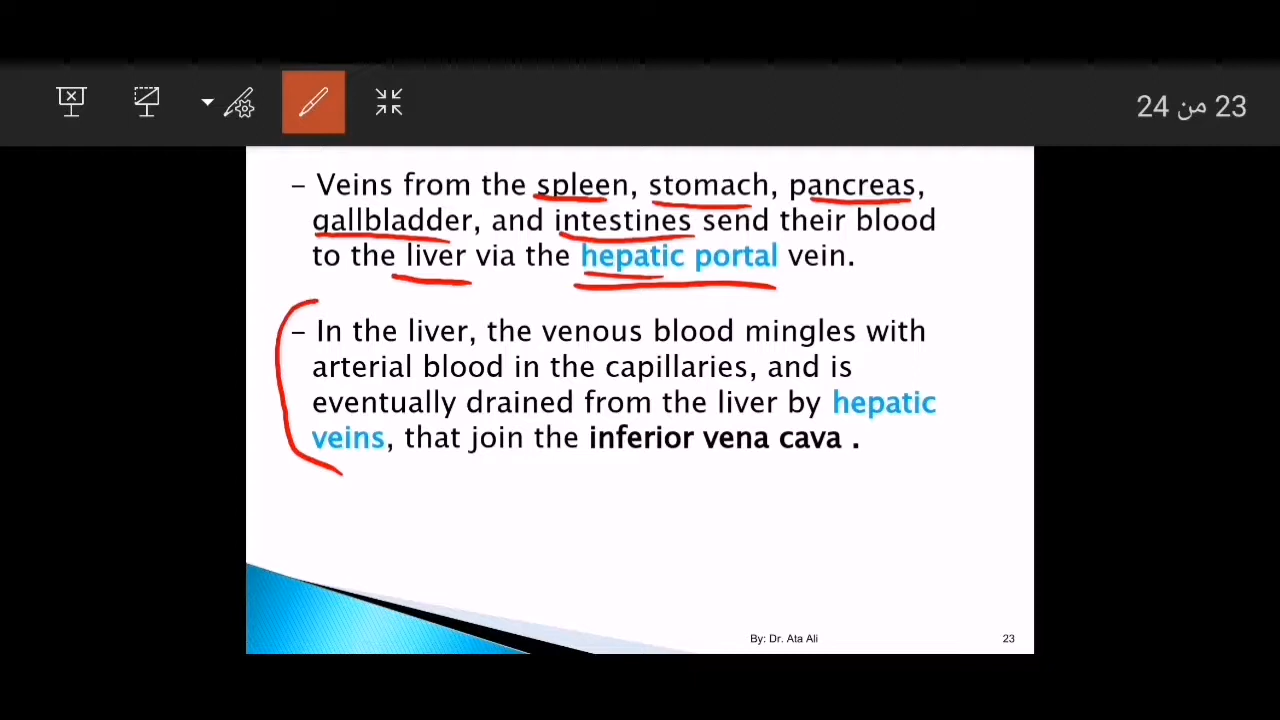 23 من 24
– Veins from the spleen, stomach, pancreas,
gallbladder, and intestines send their blood
to the liver via the hepatic portal vein.
– In the liver, the venous blood mingles with
arterial blood in the capillaries, and is
eventually drained from the liver by hepatic
veins, that join the inferior vena cava .
By: Dr. Ata Ali
23